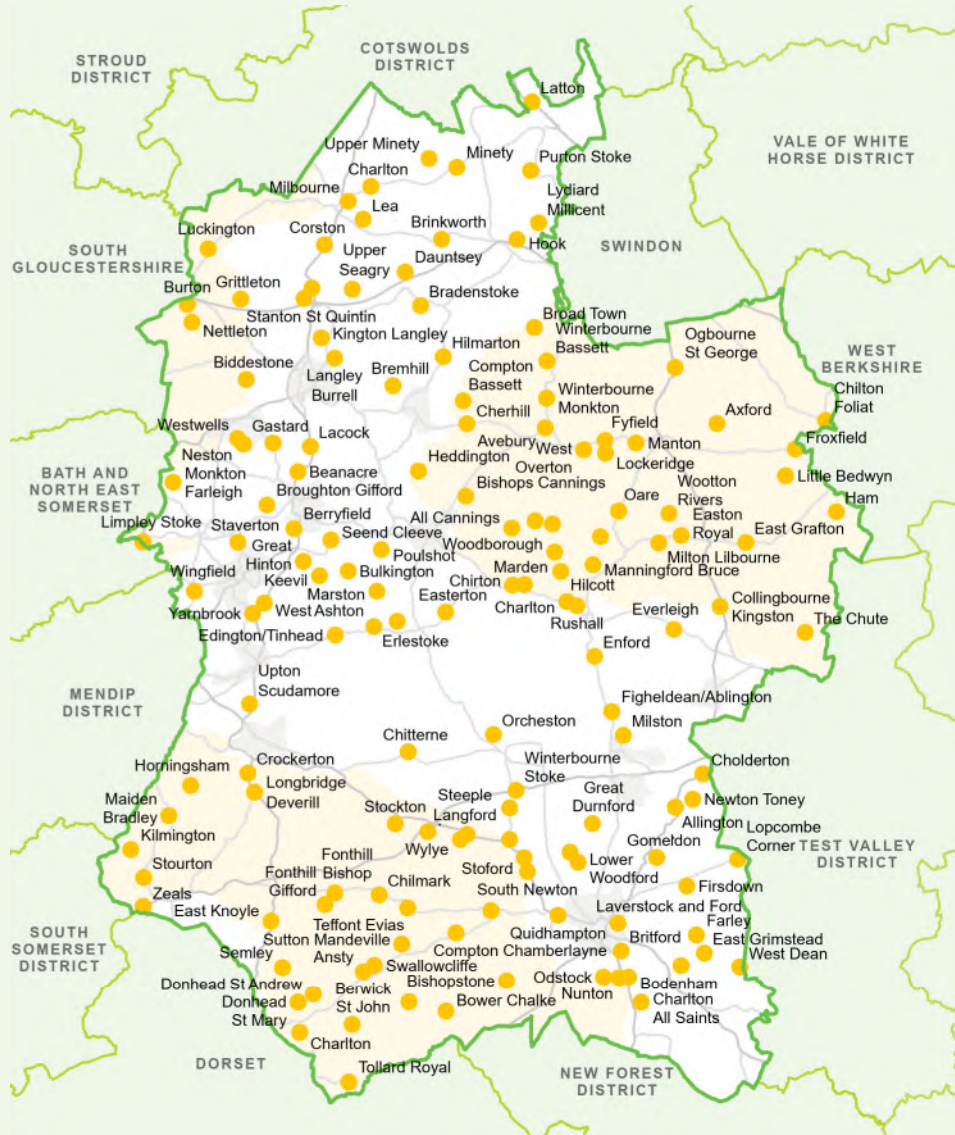 COTSWOLDS
DISTRICT
STROUD
DISTRICT
Latton
VALE OF WHITE
HORSE DISTRICT
Upper Minety
Minety
Purton Stoke
Charlton
Milbourne
Lea
Lydiard
Millicent
Luckington
Corston
Brinkworth
Hook
SWINDON
SOUTH
GLOUCESTERSHIRE
Upper
Seagry
Dauntsey
Burton
Grittleton
Bradenstoke
Stanton St Quintin
Nettleton
Kington Langley
Broad Town
Winterbourne
Bassett
Ogbourne
St George
Hilmarton
WEST
BERKSHIRE
Biddestone
Langley
Burrell
Bremhill
Compton
Bassett
Winterbourne
Monkton
Axford
Chilton
Foliat
Cherhill
Westwells
Gastard
Lacock
Fyfield
Manton
Froxfield
Neston
Avebury
West
Overton
Lockeridge
Heddington
BATH AND
NORTH EAST
SOMERSET
Monkton
Farleigh
Beanacre
Little Bedwyn
Bishops Cannings
Broughton Gifford
Oare
Wootton
Rivers
Ham
Limpley Stoke
Staverton
Berryfield
All Cannings
Easton
Royal
East Grafton
Seend Cleeve
Great
Hinton
Poulshot
Woodborough
Milton Lilbourne
Wingfield
Keevil
Bulkington
Marden
Manningford Bruce
Marston
Easterton
Chirton
Hilcott
Yarnbrook
West Ashton
Charlton
Rushall
Everleigh
Collingbourne
Kingston
The Chute
Edington/Tinhead
Erlestoke
Enford
Upton
Scudamore
MENDIP
DISTRICT
Figheldean/Ablington
Orcheston
Milston
Chitterne
Crockerton
Winterbourne
Stoke
Cholderton
Horningsham
Longbridge
Deverill
Steeple
Langford
Great
Durnford
Newton Toney
Maiden
Bradley
Stockton
Allington
Kilmington
Wylye
Gomeldon
Lopcombe
Corner
TEST VALLEY
DISTRICT
Fonthill
Bishop
Stoford
Lower
Woodford
Stourton
Fonthill
Gifford
Chilmark
South Newton
Firsdown
Zeals
Laverstock and Ford
East Knoyle
Teffont Evias
Quidhampton
Farley
SOUTH
SOMERSET
DISTRICT
Sutton Mandeville
Compton Chamberlayne
Britford
East Grimstead
Semley
Ansty
West Dean
Swallowcliffe
Donhead St Andrew
Berwick
St John
Bishopstone
Odstock
Nunton
Bodenham
Donhead
St Mary
Bower Chalke
Charlton
All Saints
Charlton
DORSET
Tollard Royal
NEW FOREST
DISTRICT